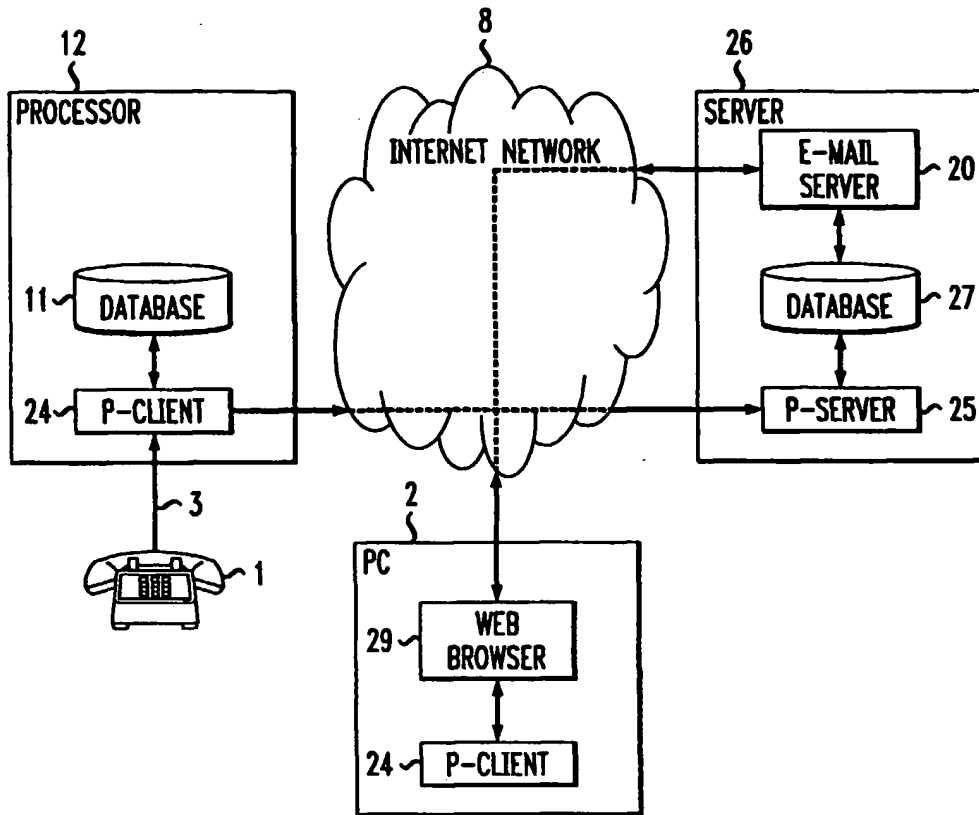 12
8
26
PROCESSOR
INTERNET NETWORK
SERVER
E-MAIL
SERVER
20
11
DATABASE
DATABASE
27
24
P-CLIENT
P-SERVER
25
3
1
2
PC
29
WEB
BROWSER
24
P-CLIENT